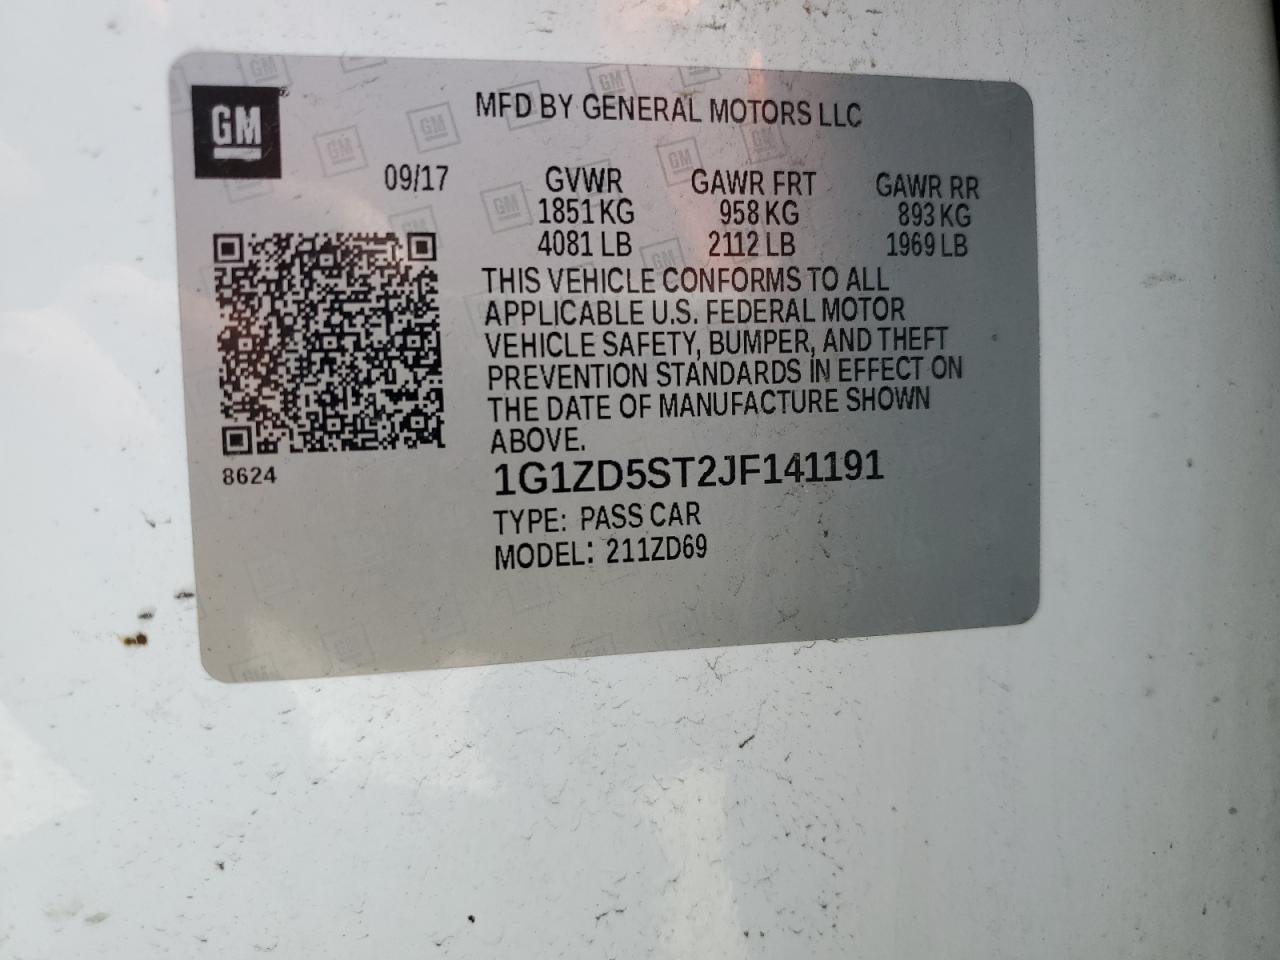 GM
MFD BY GENERAL MOTORS LLC
09/17 GVWR GAWR FRT GAWR RR
1851 KG 958 KG 893 KG
4081 LB 2112 LB 1969 LB
THIS VEHICLE CONFORMS TO ALL
APPLICABLE U.S. FEDERAL MOTOR
VEHICLE SAFETY, BUMPER, AND THEFT
PREVENTION STANDARDS IN EFFECT ON
THE DATE OF MANUFACTURE SHOWN
ABOVE.
8624
1G1ZD5ST2JF141191
TYPE: PASS CAR
MODEL: 211ZD69